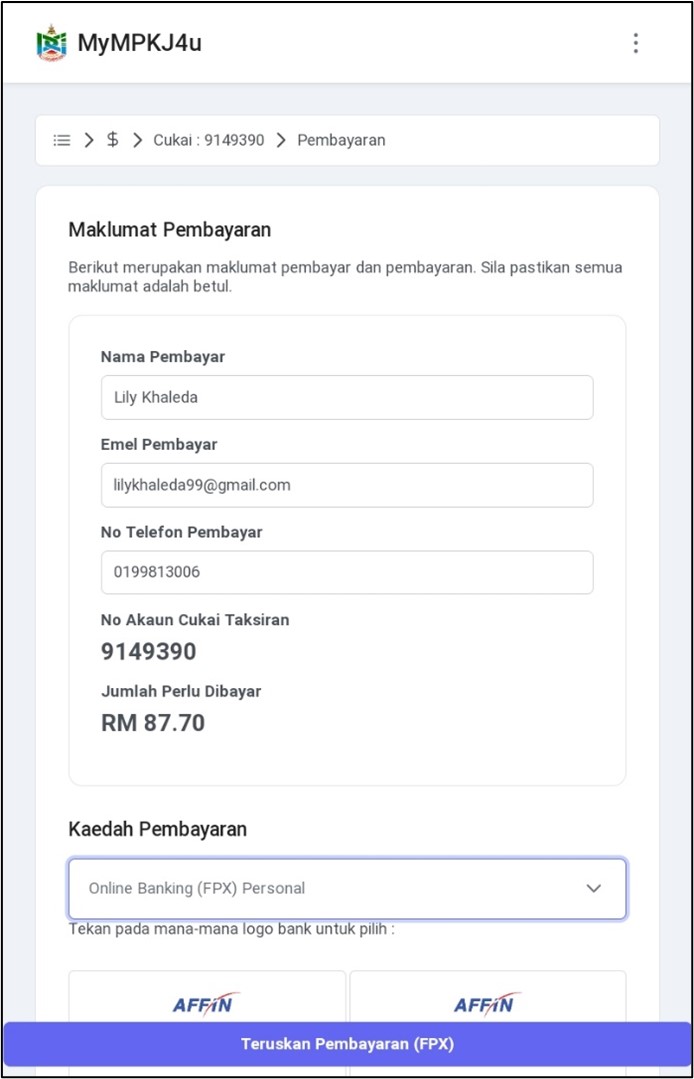 MyMPKJ4u
$ Cukai : 9149390 Pembayaran
Maklumat Pembayaran
Berikut merupakan maklumat pembayar dan pembayaran. Sila pastikan semua
maklumat adalah betul.
Nama Pembayar
Lily Khaleda
Emel Pembayar
lilykhaleda99@gmail.com
No Telefon Pembayar
0199813006
No Akaun Cukai Taksiran
9149390
Jumlah Perlu Dibayar
RM 87.70
Kaedah Pembayaran
Online Banking (FPX) Personal
Tekan pada mana-mana logo bank untuk pilih :
AFFIN AFFIN
Teruskan Pembayaran (FPX)